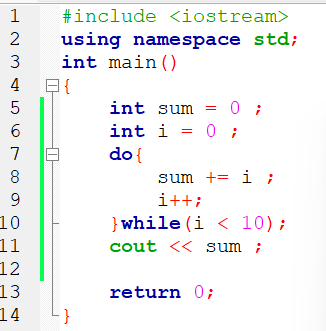 1 #include <iostream>
2 using namespace std;
3 int main()
4 {
5 int sum = 0 ;
6 int i = 0 ;
7 do{
8 sum += i ;
9 i++;
10 }while(i < 10);
11 cout << sum ;
12
13 return 0;
14 }